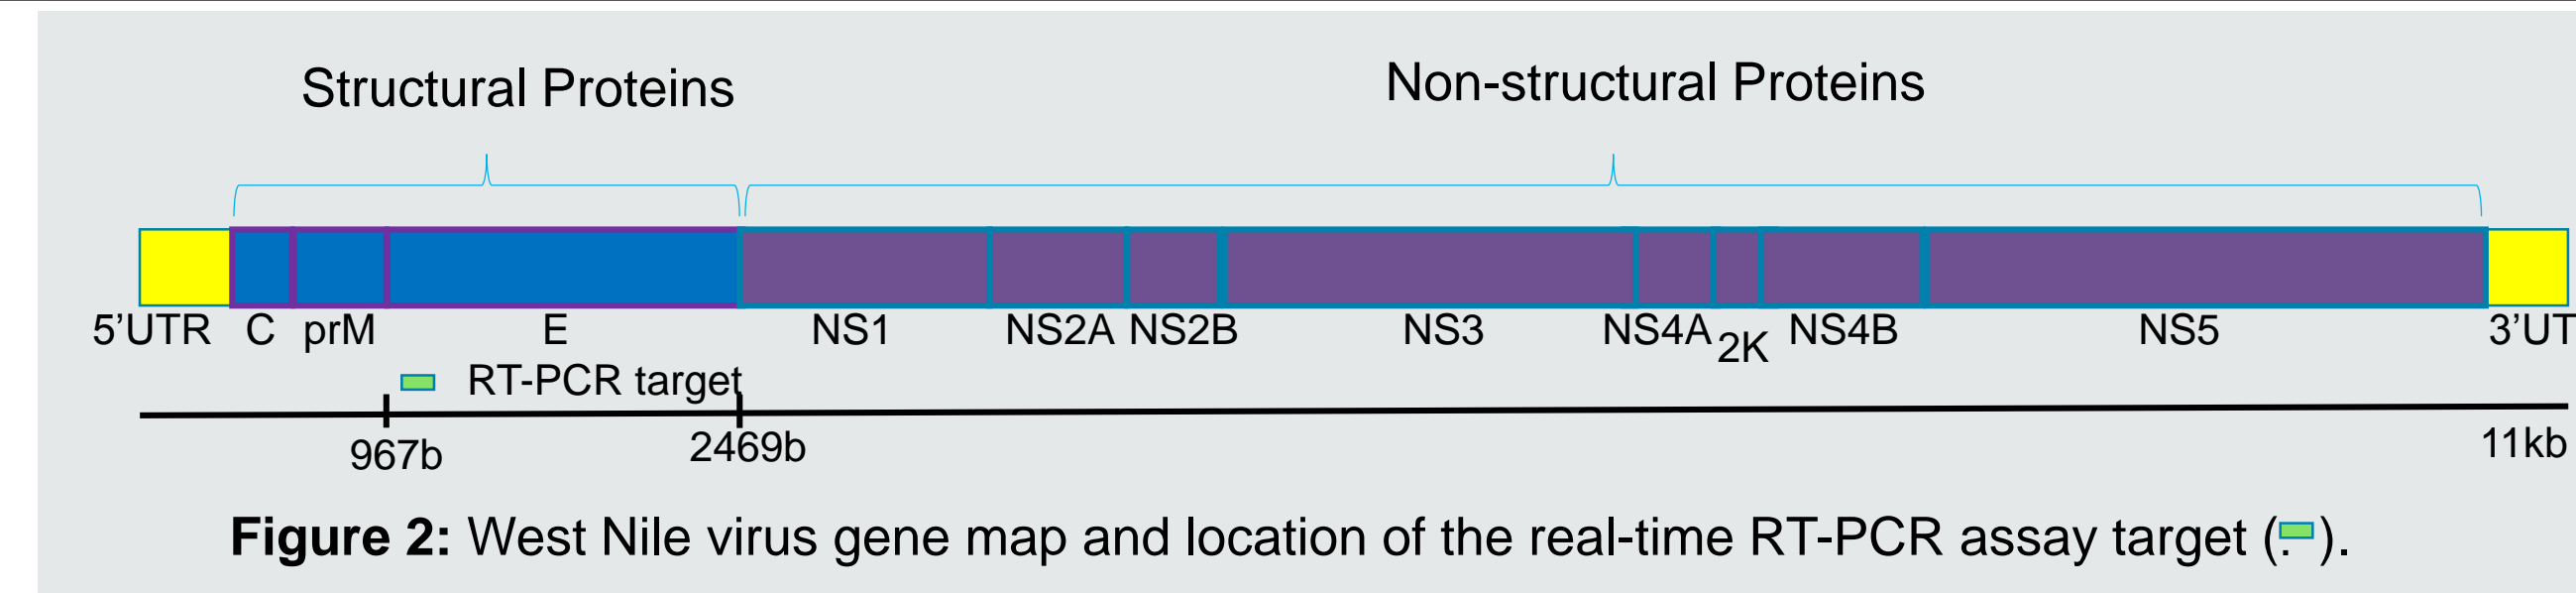 Structural Proteins
Non-structural Proteins
5’UTR C prM E NS1 NS2A NS2B NS3 NS4A 2K NS4B NS5 3’UT
RT-PCR target
967b 2469b 11kb
Figure 2: West Nile virus gene map and location of the real-time RT-PCR assay target (. ).